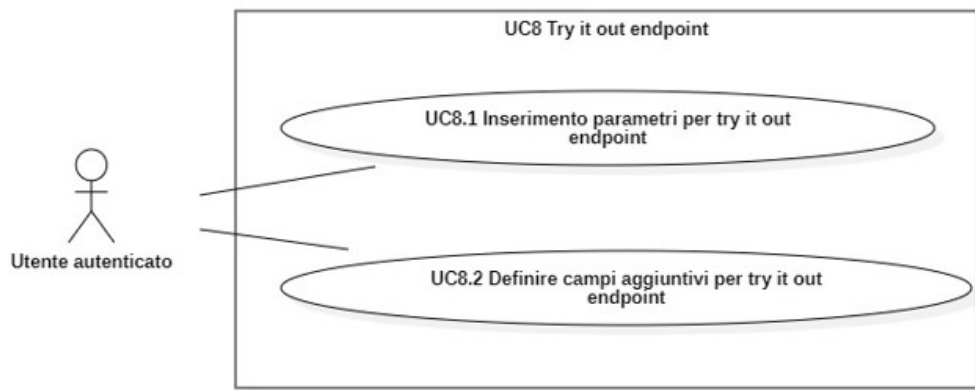 UC8 Try it out endpoint
UC8.1 Inserimento parametri per try it out
endpoint
Utente autenticato
UC8.2 Definire campi aggiuntivi per try it out
endpoint